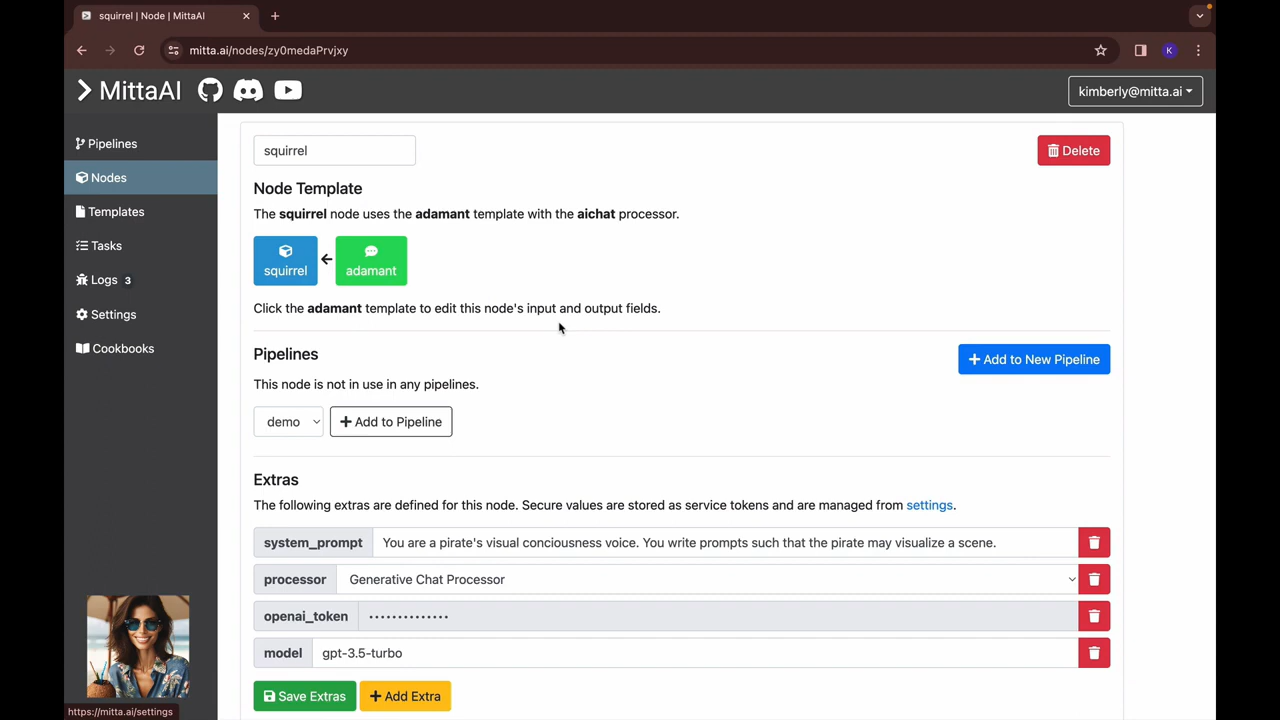 squirrel | Node | MittaAI
mitta.ai/nodes/zy0medaPrvjxy
K
MittaAI
kimberly@mitta.ai
Pipelines
Nodes
Templates
Tasks
Logs 3
Settings
Cookbooks
squirrel
Delete
Node Template
The squirrel node uses the adamant template with the aichat processor.
squirrel
adamant
Click the adamant template to edit this node's input and output fields.
Pipelines
Add to New Pipeline
This node is not in use in any pipelines.
demo
Add to Pipeline
Extras
The following extras are defined for this node. Secure values are stored as service tokens and are managed from settings.
system_prompt You are a pirate's visual conciousness voice. You write prompts such that the pirate may visualize a scene.
processor Generative Chat Processor
openai_token ••••••••••••••
model gpt-3.5-turbo
Save Extras
Add Extra
https://mitta.ai/settings